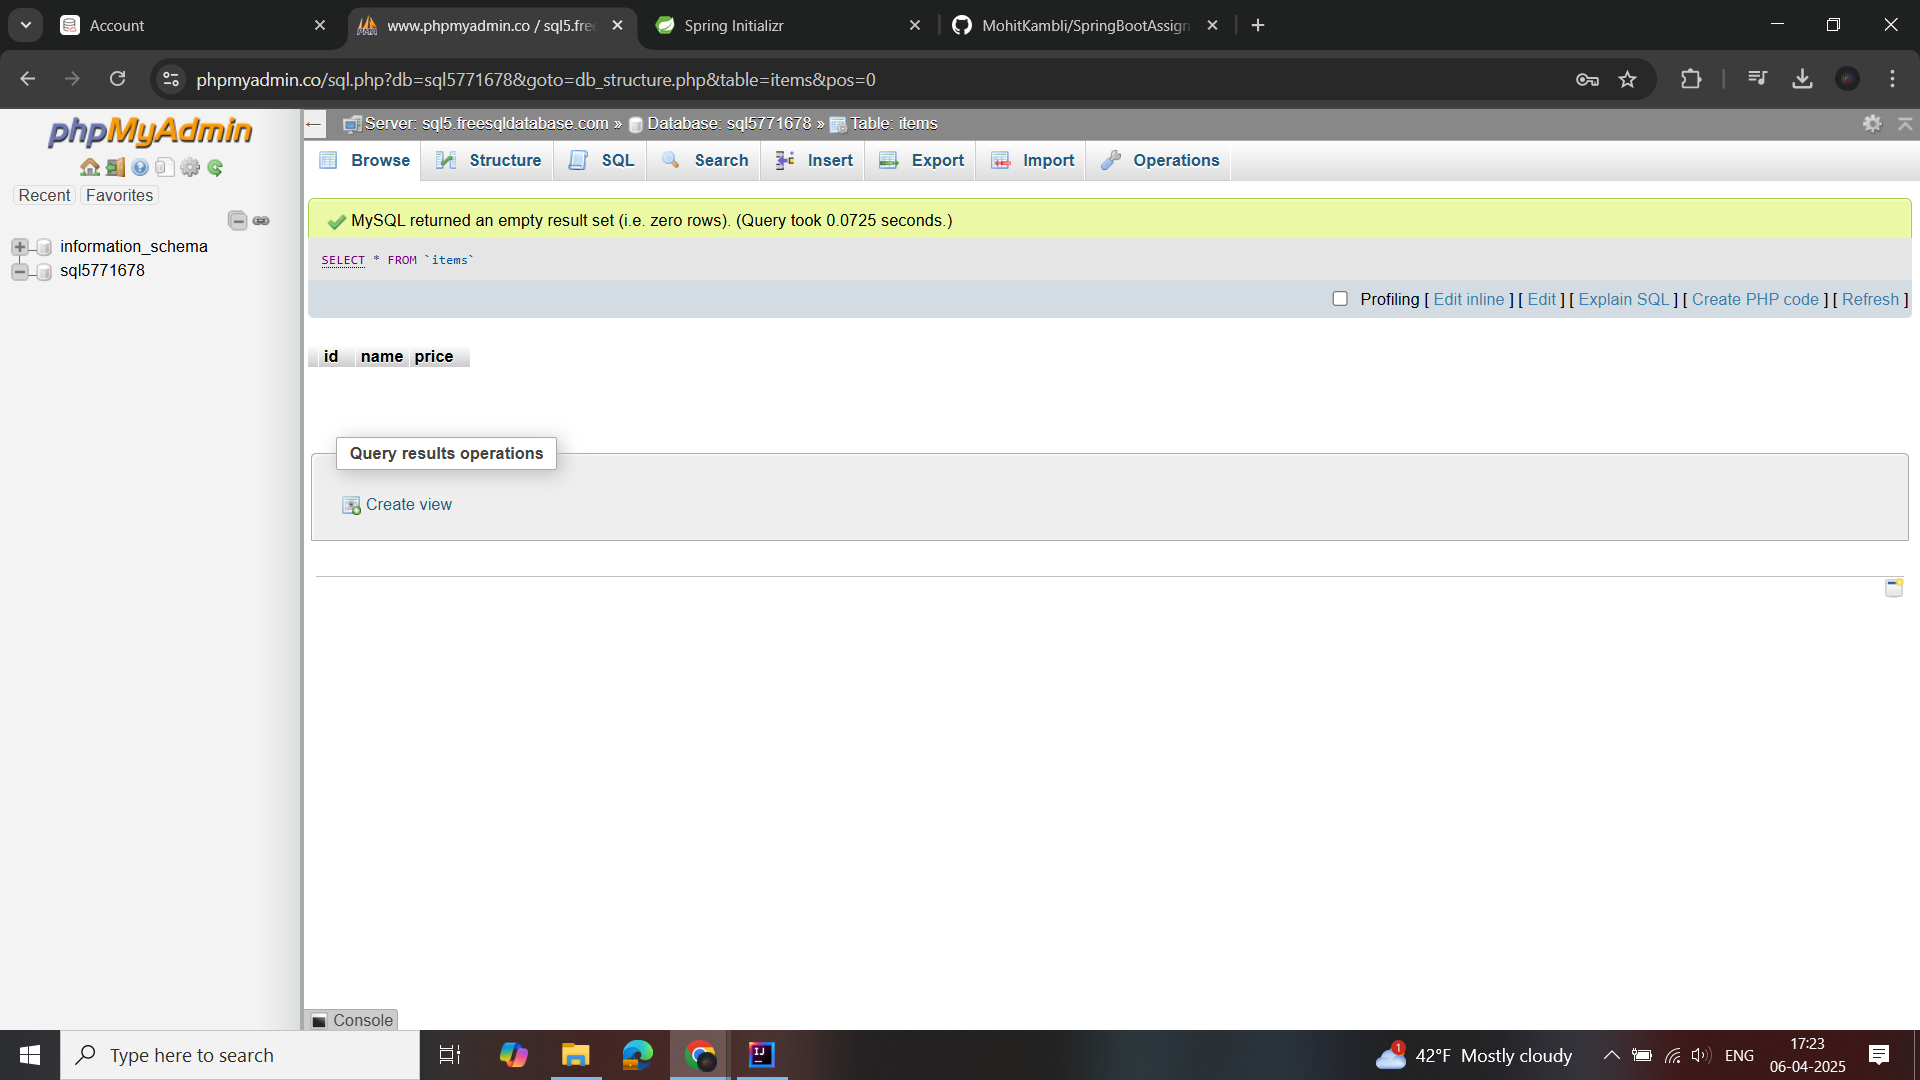 Account
www.phpmyadmin.co / sql5.free
Spring Initializr
MohitKambli/SpringBootAssign
phpmyadmin.co/sql.php?db=sql5771678&goto=db_structure.php&table=items&pos=0
phpMyAdmin
Recent Favorites
information_schema
sql5771678
Server: sql5.freesqldatabase.com » Database: sql5771678 » Table: items
Browse Structure SQL Search Insert Export Import Operations
MySQL returned an empty result set (i.e. zero rows). (Query took 0.0725 seconds.)
SELECT * FROM `items`
Profiling [ Edit inline ] [ Edit ] [ Explain SQL ] [ Create PHP code ] [ Refresh ]
id name price
Query results operations
Create view
Console
Type here to search
IJ
1
42°F Mostly cloudy
ENG
17:23
06-04-2025